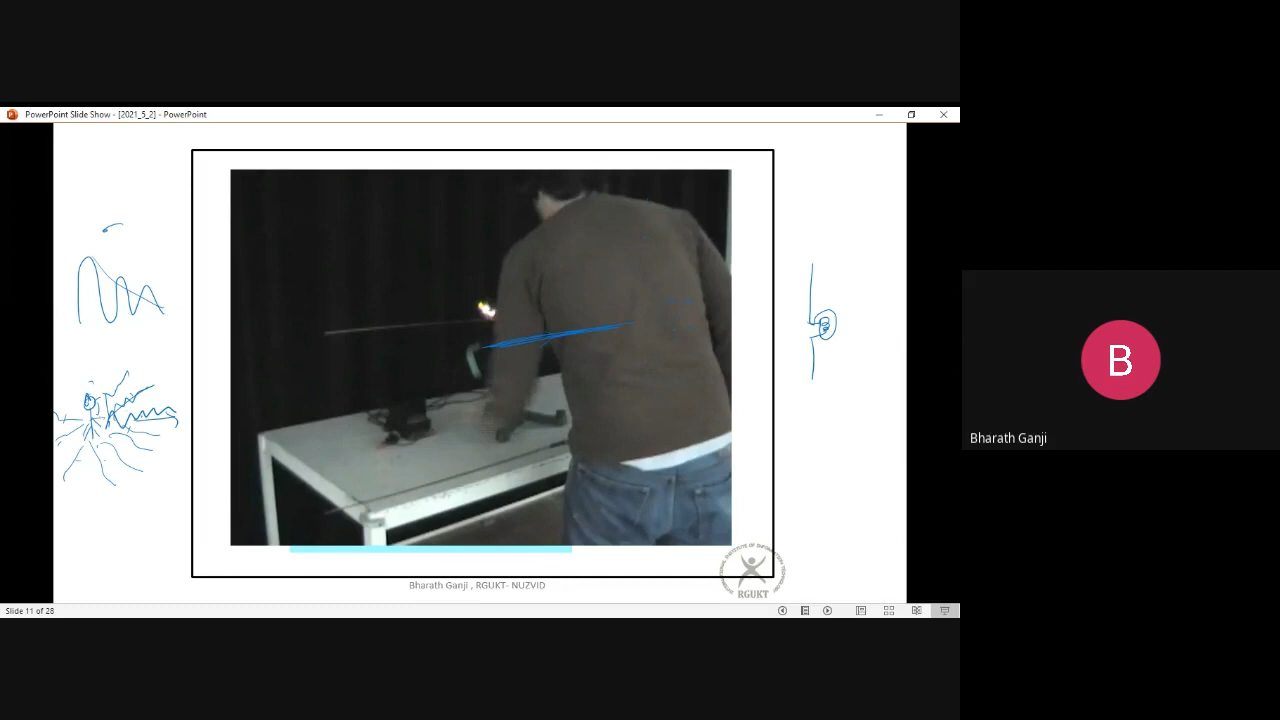 PowerPoint Slide Show - [2021_5_2] - PowerPoint
B
Bharath Ganji
RGUKT
Bharath Ganji , RGUKT- NUZVID
Slide 11 of 28